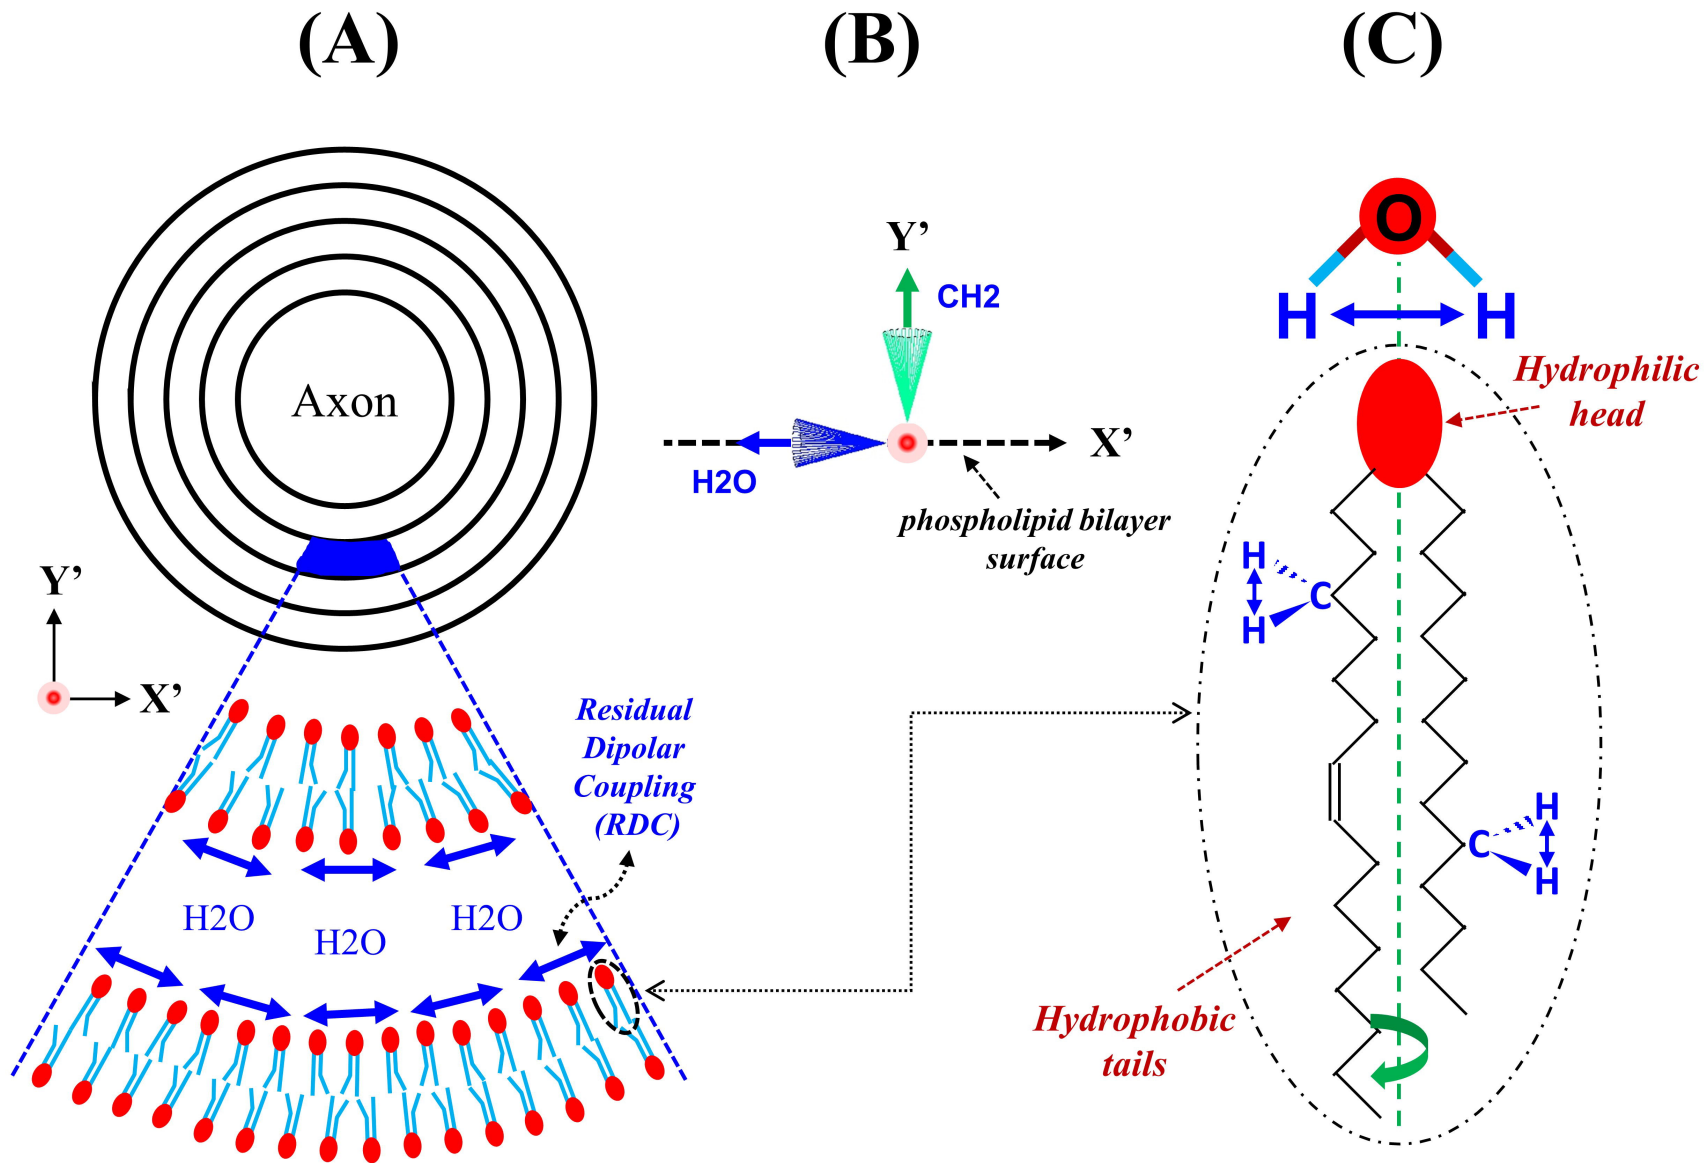 (A)
(B)
(C)
Axon
Y’
X’
Residual
Dipolar
Coupling
(RDC)
H2O
H2O
H2O
Y’
CH2
X’
H2O
phospholipid bilayer
surface
O
H
H
Hydrophilic
head
H
C
H
H
C
H
Hydrophobic
tails